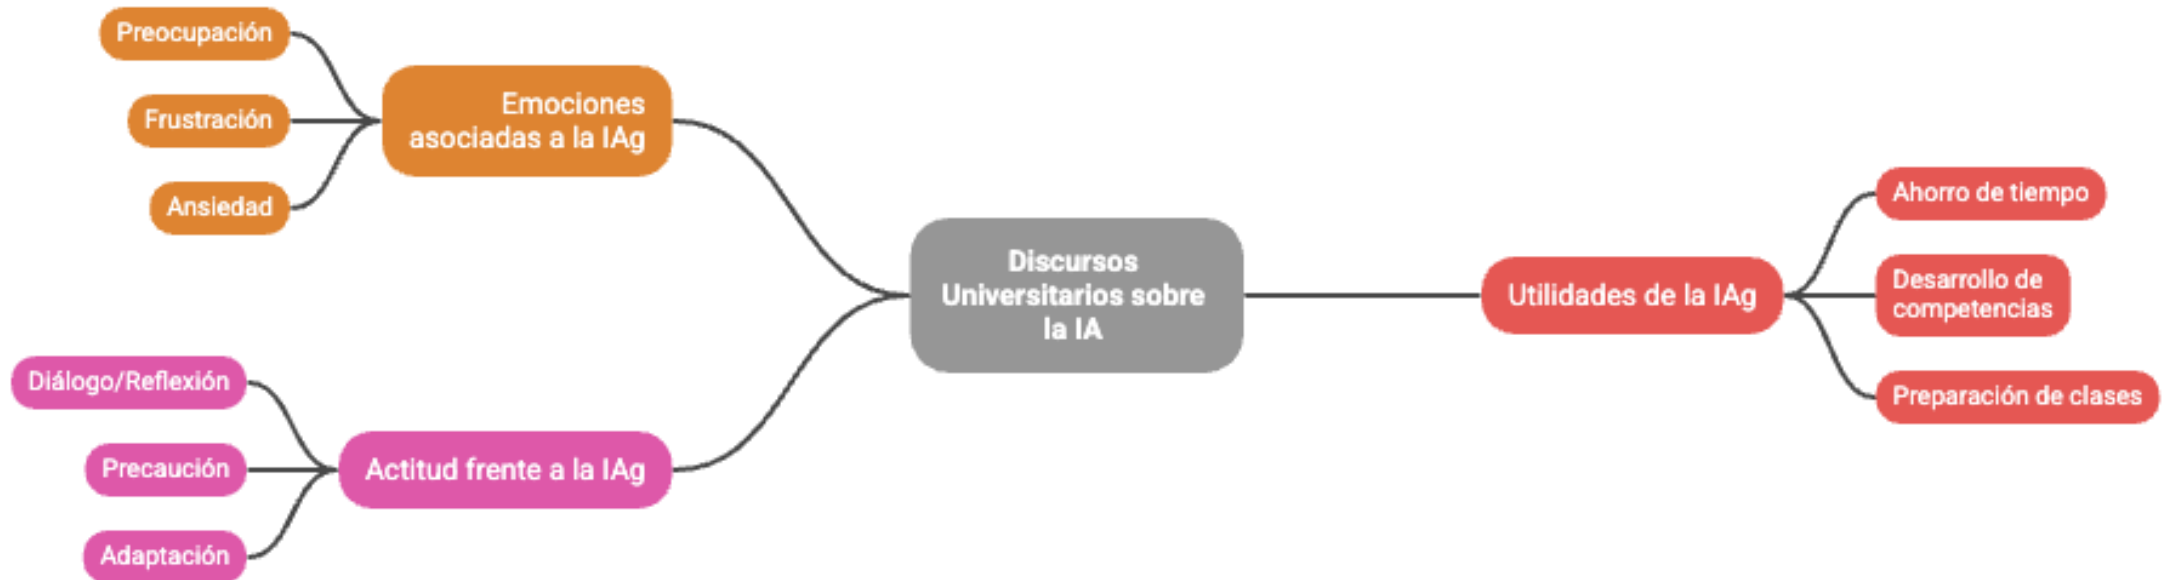 Preocupación
Frustración
Ansiedad
Emociones
asociadas a la IAg
Diálogo/Reflexión
Precaución
Adaptación
Actitud frente a la IAg
Discursos
Universitarios sobre
la IA
Utilidades de la IAg
Ahorro de tiempo
Desarrollo de
competencias
Preparación de clases